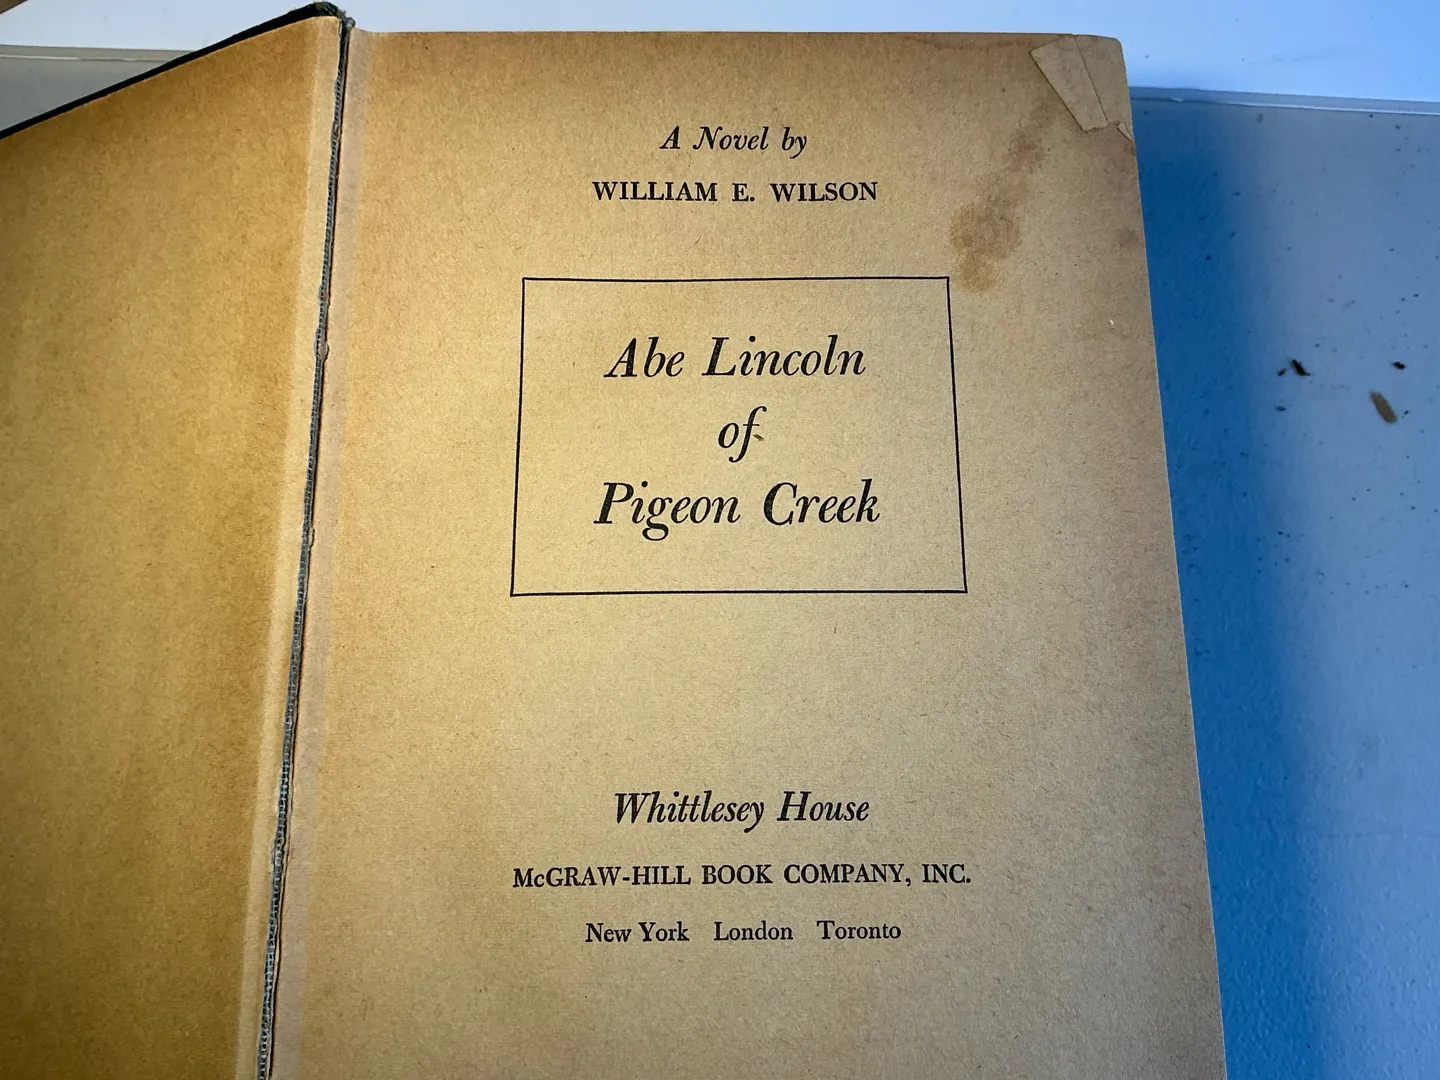 A Novel by
WILLIAM E. WILSON
Abe Lincoln
of
Pigeon Creek
Whittlesey House
McGRAW-HILL BOOK COMPANY, INC.
New York London Toronto